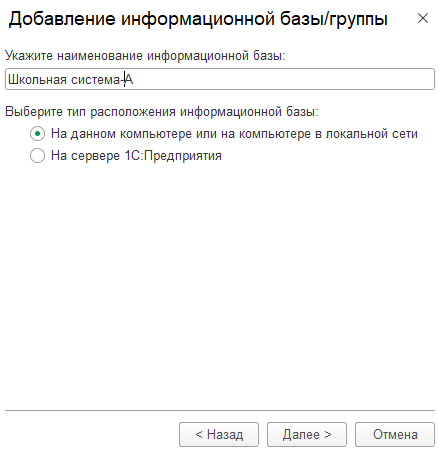 Добавление информационной базы/группы
Укажите наименование информационной базы:
Школьная система-А
Выберите тип расположения информационной базы:
На данном компьютере или на компьютере в локальной сети
На сервере 1С:Предприятия
< Назад
Далее >
Отмена